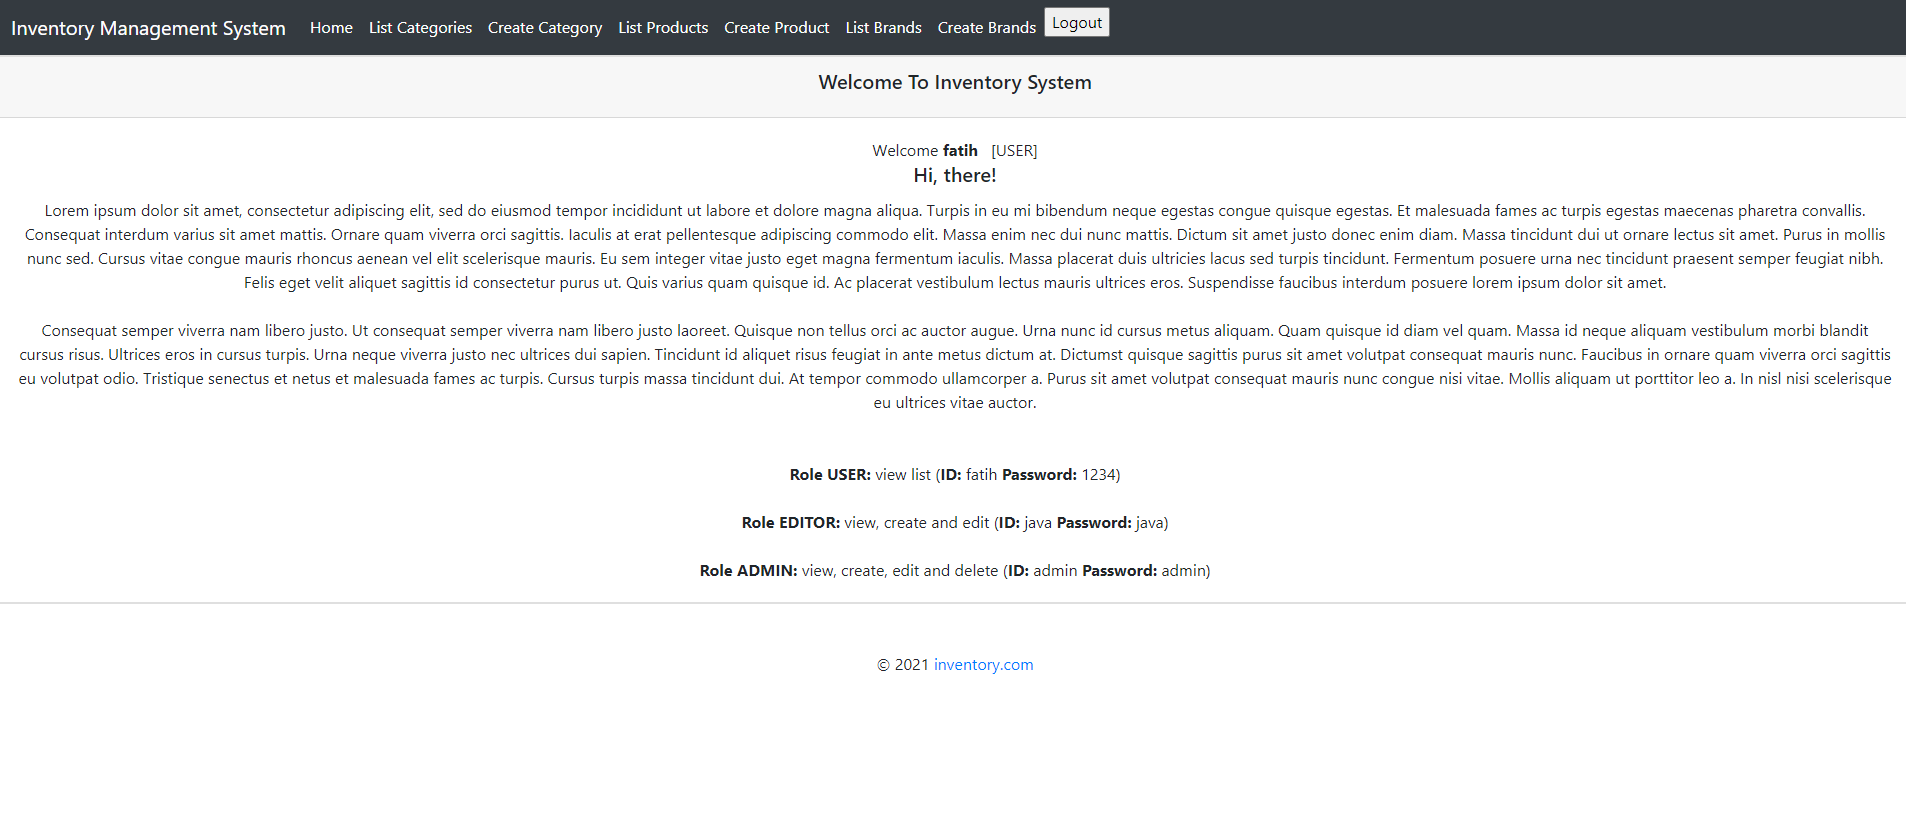 Inventory Management System Home List Categories Create Category List Products Create Product List Brands Create Brands Logout
Welcome To Inventory System
Welcome fatih [USER]
Hi, there!
Lorem ipsum dolor sit amet, consectetur adipiscing elit, sed do eiusmod tempor incididunt ut labore et dolore magna aliqua. Turpis in eu mi bibendum neque egestas congue quisque egestas. Et malesuada fames ac turpis egestas maecenas pharetra convallis.
Consequat interdum varius sit amet mattis. Ornare quam viverra orci sagittis. Iaculis at erat pellentesque adipiscing commodo elit. Massa enim nec dui nunc mattis. Dictum sit amet justo donec enim diam. Massa tincidunt dui ut ornare lectus sit amet. Purus in mollis
nunc sed. Cursus vitae congue mauris rhoncus aenean vel elit scelerisque mauris. Eu sem integer vitae justo eget magna fermentum iaculis. Massa placerat duis ultricies lacus sed turpis tincidunt. Fermentum posuere urna nec tincidunt praesent semper feugiat nibh.
Felis eget velit aliquet sagittis id consectetur purus ut. Quis varius quam quisque id. Ac placerat vestibulum lectus mauris ultrices eros. Suspendisse faucibus interdum posuere lorem ipsum dolor sit amet.
Consequat semper viverra nam libero justo. Ut consequat semper viverra nam libero justo laoreet. Quisque non tellus orci ac auctor augue. Urna nunc id cursus metus aliquam. Quam quisque id diam vel quam. Massa id neque aliquam vestibulum morbi blandit
cursus risus. Ultrices eros in cursus turpis. Urna neque viverra justo nec ultrices dui sapien. Tincidunt id aliquet risus feugiat in ante metus dictum at. Dictumst quisque sagittis purus sit amet volutpat consequat mauris nunc. Faucibus in ornare quam viverra orci sagittis
eu volutpat odio. Tristique senectus et netus et malesuada fames ac turpis. Cursus turpis massa tincidunt dui. At tempor commodo ullamcorper a. Purus sit amet volutpat consequat mauris nunc congue nisi vitae. Mollis aliquam ut porttitor leo a. In nisl nisi scelerisque
eu ultrices vitae auctor.
Role USER: view list (ID: fatih Password: 1234)
Role EDITOR: view, create and edit (ID: java Password: java)
Role ADMIN: view, create, edit and delete (ID: admin Password: admin)
© 2021 inventory.com